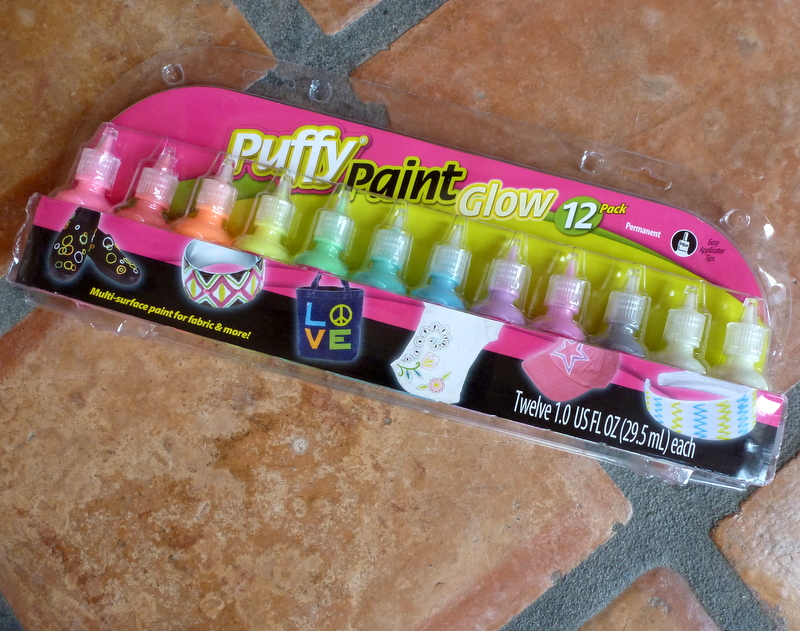 Puffy® Paint Glow
12 Pack
Permanent
Easy
Applicator
Tips
Multi-surface paint for fabric & more!
L
VE
Twelve 1.0 US FL OZ (29.5 mL) each